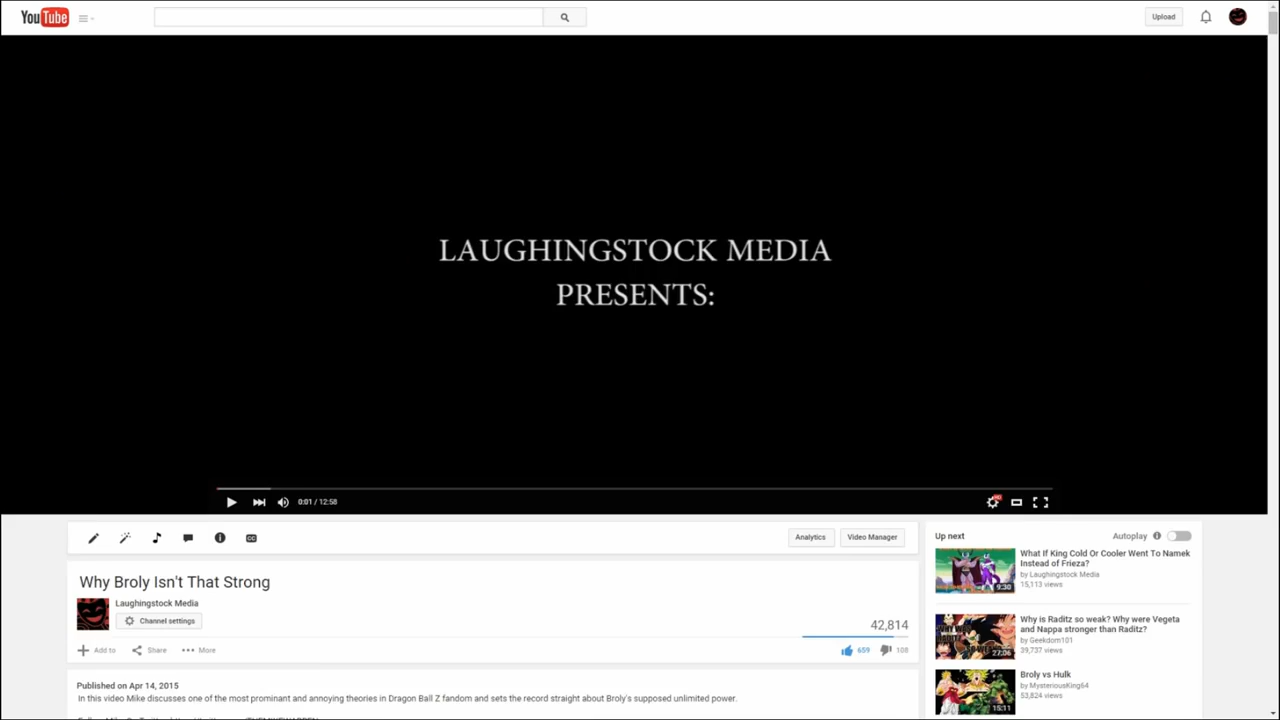 YouTube
Upload
LAUGHINGSTOCK MEDIA
PRESENTS:
0:01 / 12:58
HD
CC
Analytics
Video Manager
Why Broly Isn't That Strong
Laughingstock Media
Channel settings
42,814
Add to
Share
More
659
108
Published on Apr 14, 2015
In this video Mike discusses one of the most prominent and annoying theories in Dragon Ball Z fandom and sets the record straight about Broly's supposed unlimited power.
Up next
Autoplay
What If King Cold Or Cooler Went To Namek
Instead of Frieza?
by Laughingstock Media
15,113 views
9:30
Why is Raditz so weak? Why were Vegeta
and Nappa stronger than Raditz?
by Geekdom101
39,737 views
27:06
Broly vs Hulk
by MysteriousKing64
53,824 views
15:11